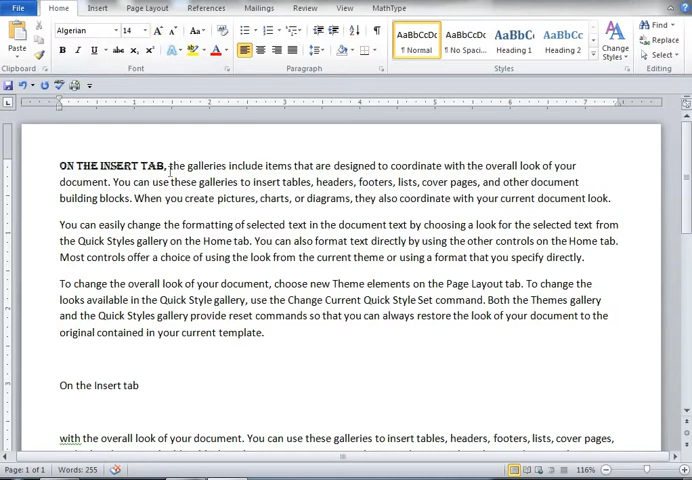 File Home Insert Page Layout References Mailings Review View MathType
Algerian 14
Paste
B I U abc x₂ x²
AaBbCcDc AaBbCcDc AaBbC AaBbCc
¶ Normal ¶ No Spaci... Heading 1 Heading 2
Change Styles
Find
Replace
Select
Clipboard Font Paragraph Styles Editing
1 2 3 4 5 6 7
ON THE INSERT TAB, the galleries include items that are designed to coordinate with the overall look of your
document. You can use these galleries to insert tables, headers, footers, lists, cover pages, and other document
building blocks. When you create pictures, charts, or diagrams, they also coordinate with your current document look.
You can easily change the formatting of selected text in the document text by choosing a look for the selected text from
the Quick Styles gallery on the Home tab. You can also format text directly by using the other controls on the Home tab.
Most controls offer a choice of using the look from the current theme or using a format that you specify directly.
To change the overall look of your document, choose new Theme elements on the Page Layout tab. To change the
looks available in the Quick Style gallery, use the Change Current Quick Style Set command. Both the Themes gallery
and the Quick Styles gallery provide reset commands so that you can always restore the look of your document to the
original contained in your current template.
On the Insert tab
with the overall look of your document. You can use these galleries to insert tables, headers, footers, lists, cover pages,
Page: 1 of 1 Words: 255 116%